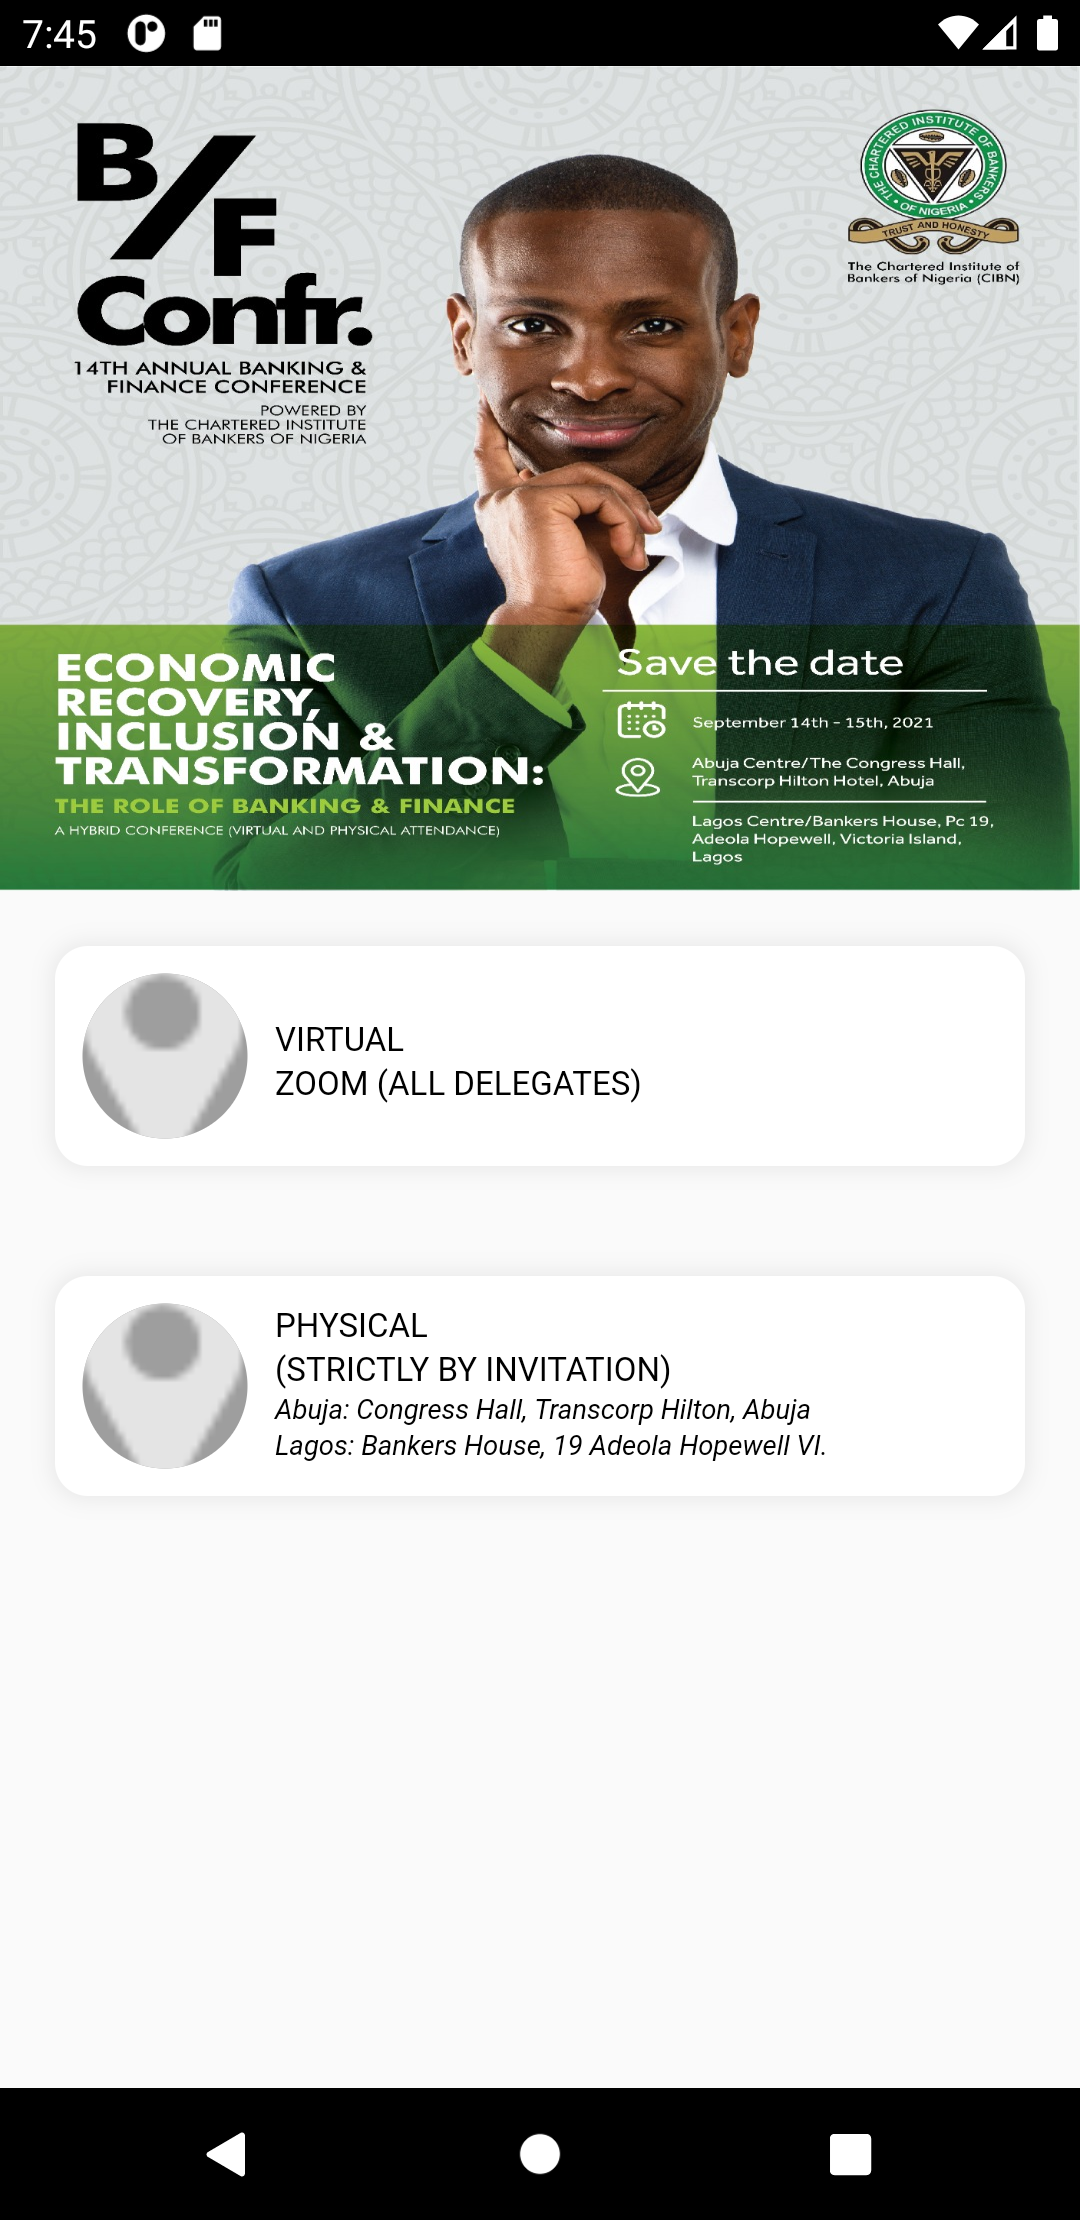 7:45
B/F
Confr.
14TH ANNUAL BANKING &
FINANCE CONFERENCE
POWERED BY
THE CHARTERED INSTITUTE
OF BANKERS OF NIGERIA
THE CHARTERED INSTITUTE OF BANKERS
• OF NIGERIA •
TRUST AND HONESTY
The Chartered Institute of
Bankers of Nigeria (CIBN)
ECONOMIC
RECOVERY,
INCLUSION &
TRANSFORMATION:
THE ROLE OF BANKING & FINANCE
A HYBRID CONFERENCE (VIRTUAL AND PHYSICAL ATTENDANCE)
Save the date
September 14th - 15th, 2021
Abuja Centre/The Congress Hall,
Transcorp Hilton Hotel, Abuja
Lagos Centre/Bankers House, Pc 19,
Adeola Hopewell, Victoria Island,
Lagos
VIRTUAL
ZOOM (ALL DELEGATES)
PHYSICAL
(STRICTLY BY INVITATION)
Abuja: Congress Hall, Transcorp Hilton, Abuja
Lagos: Bankers House, 19 Adeola Hopewell VI.